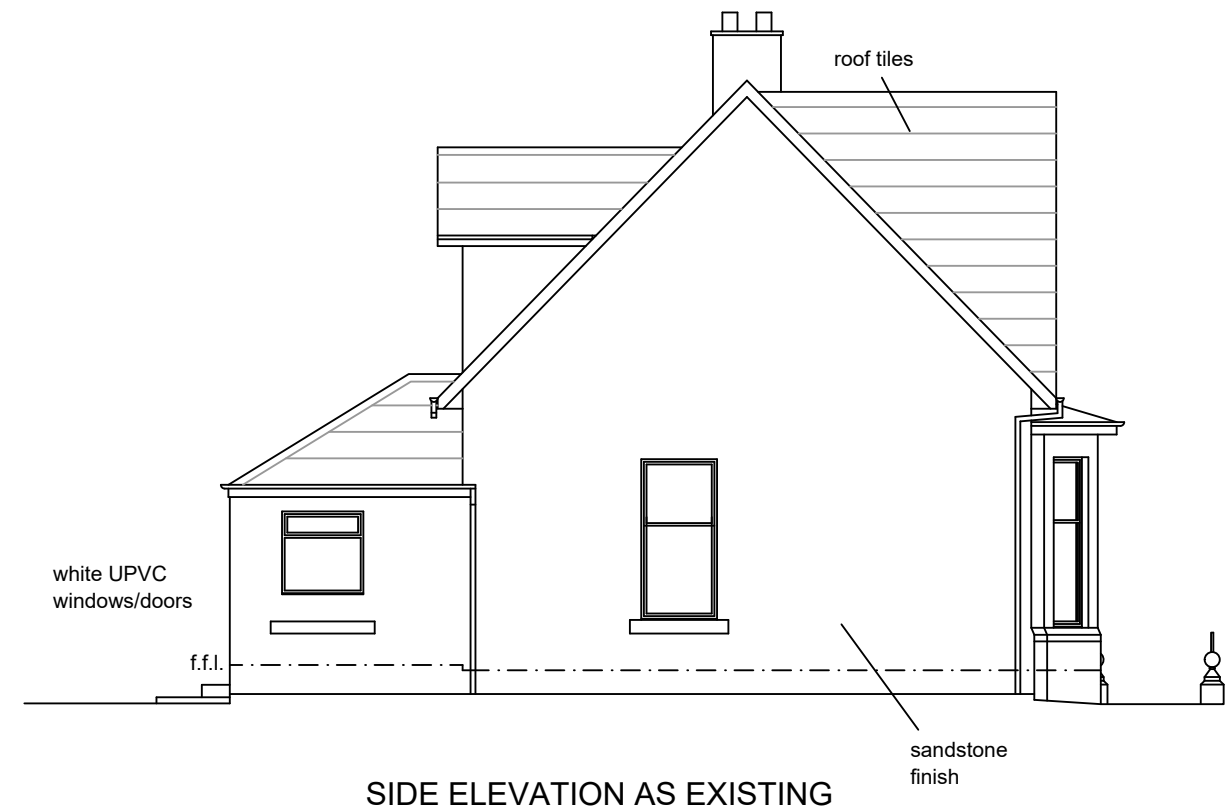 roof tiles
white UPVC
windows/doors
f.f.l.
sandstone
finish
SIDE ELEVATION AS EXISTING